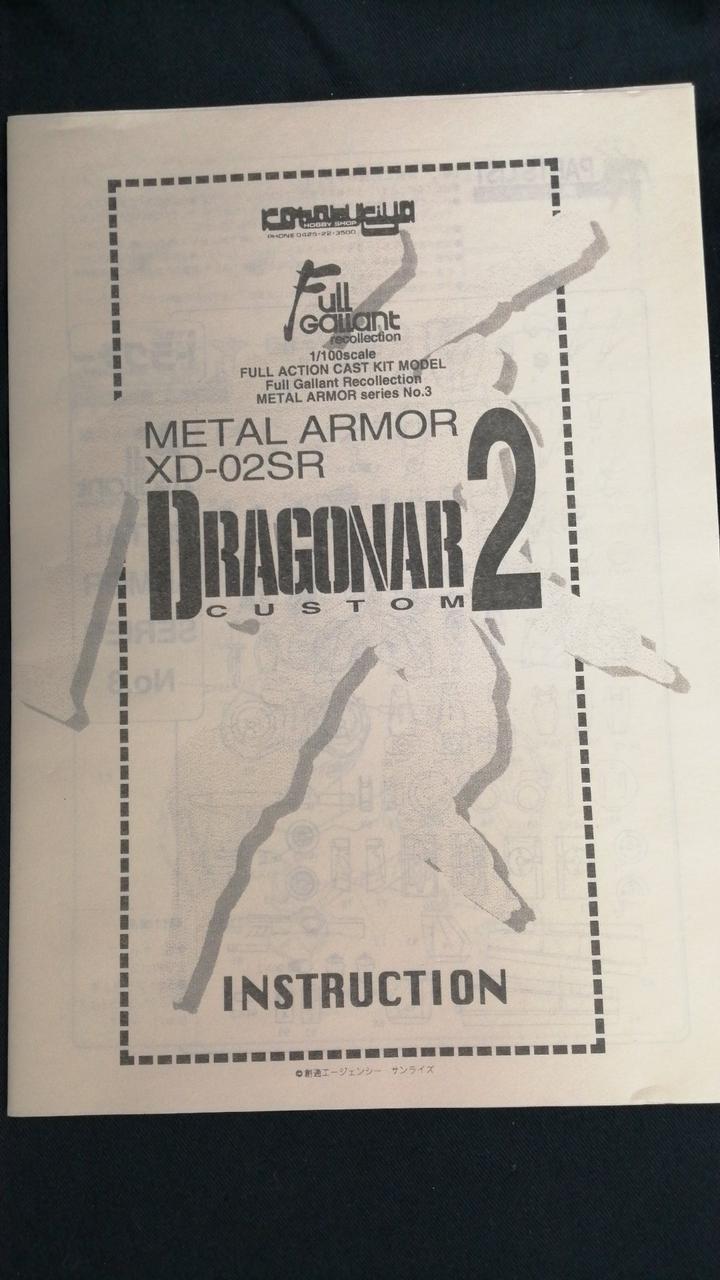 Kotobukiya
HOBBY SHOP
PHONE 0425-22-3500
Full
Gallant
recollection
1/100scale
FULL ACTION CAST KIT MODEL
Full Gallant Recollection
METAL ARMOR series No.3
METAL ARMOR
XD-02SR
DRAGONAR 2
CUSTOM
INSTRUCTION
©創通エージェンシー サンライズ